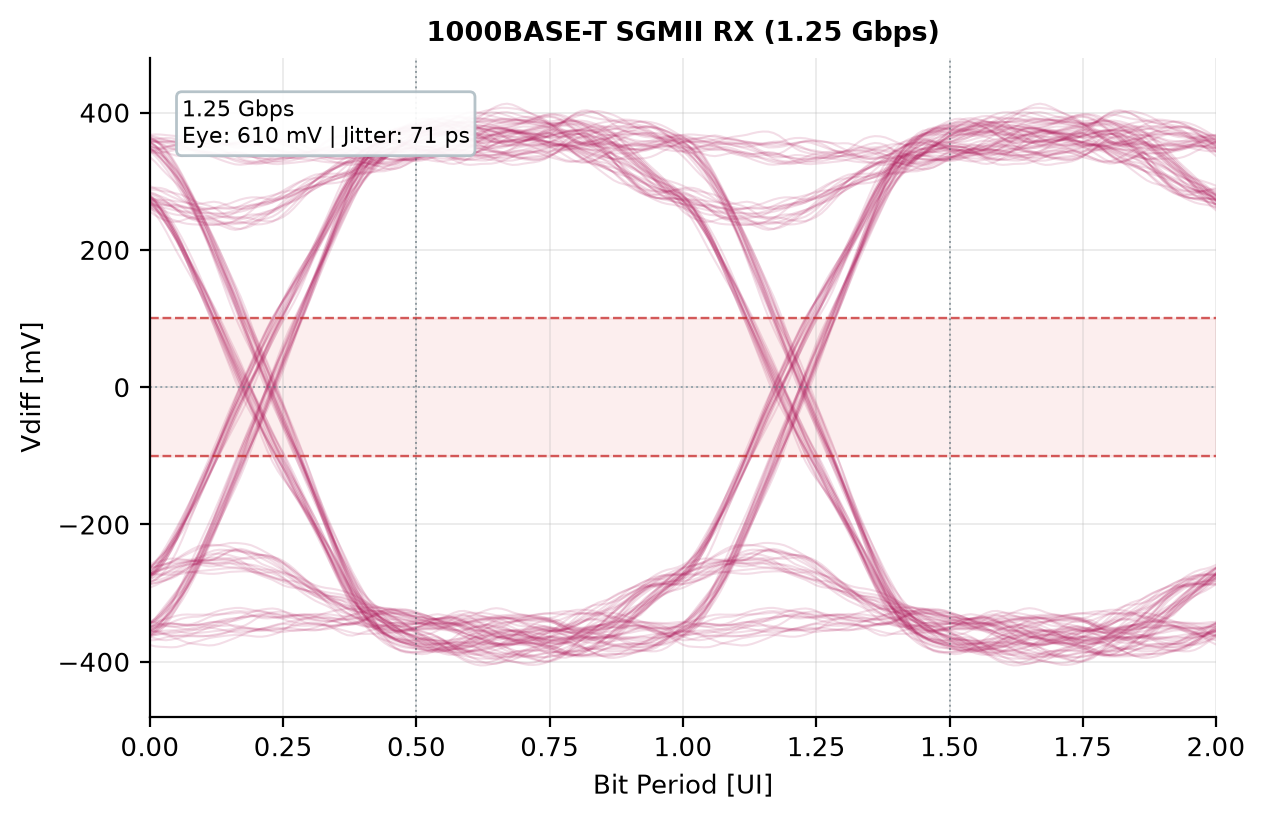 1000BASE-T SGMII RX (1.25 Gbps)
1.25 Gbps
Eye: 610 mV | Jitter: 71 ps
Vdiff [mV]
400
200
0
−200
−400
0.00 0.25 0.50 0.75 1.00 1.25 1.50 1.75 2.00
Bit Period [UI]